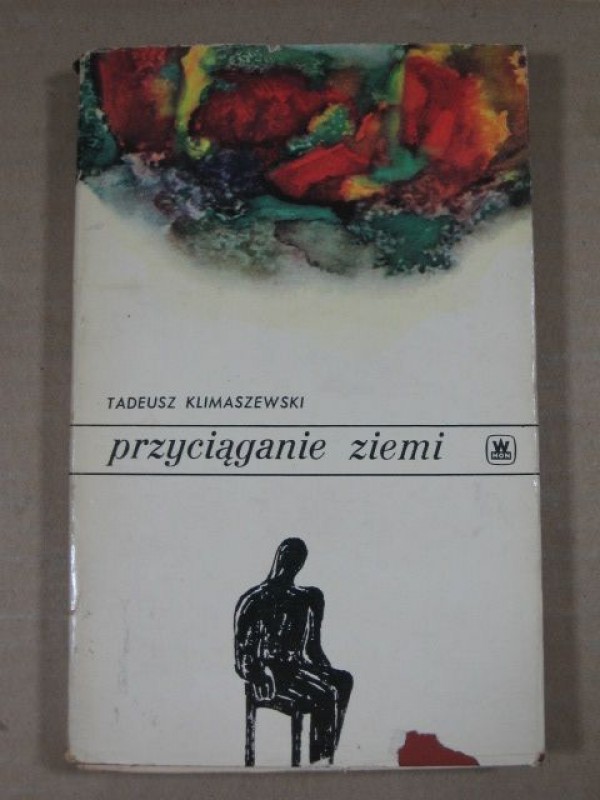 TADEUSZ KLIMASZEWSKI
przyciąganie ziemi
W
MON